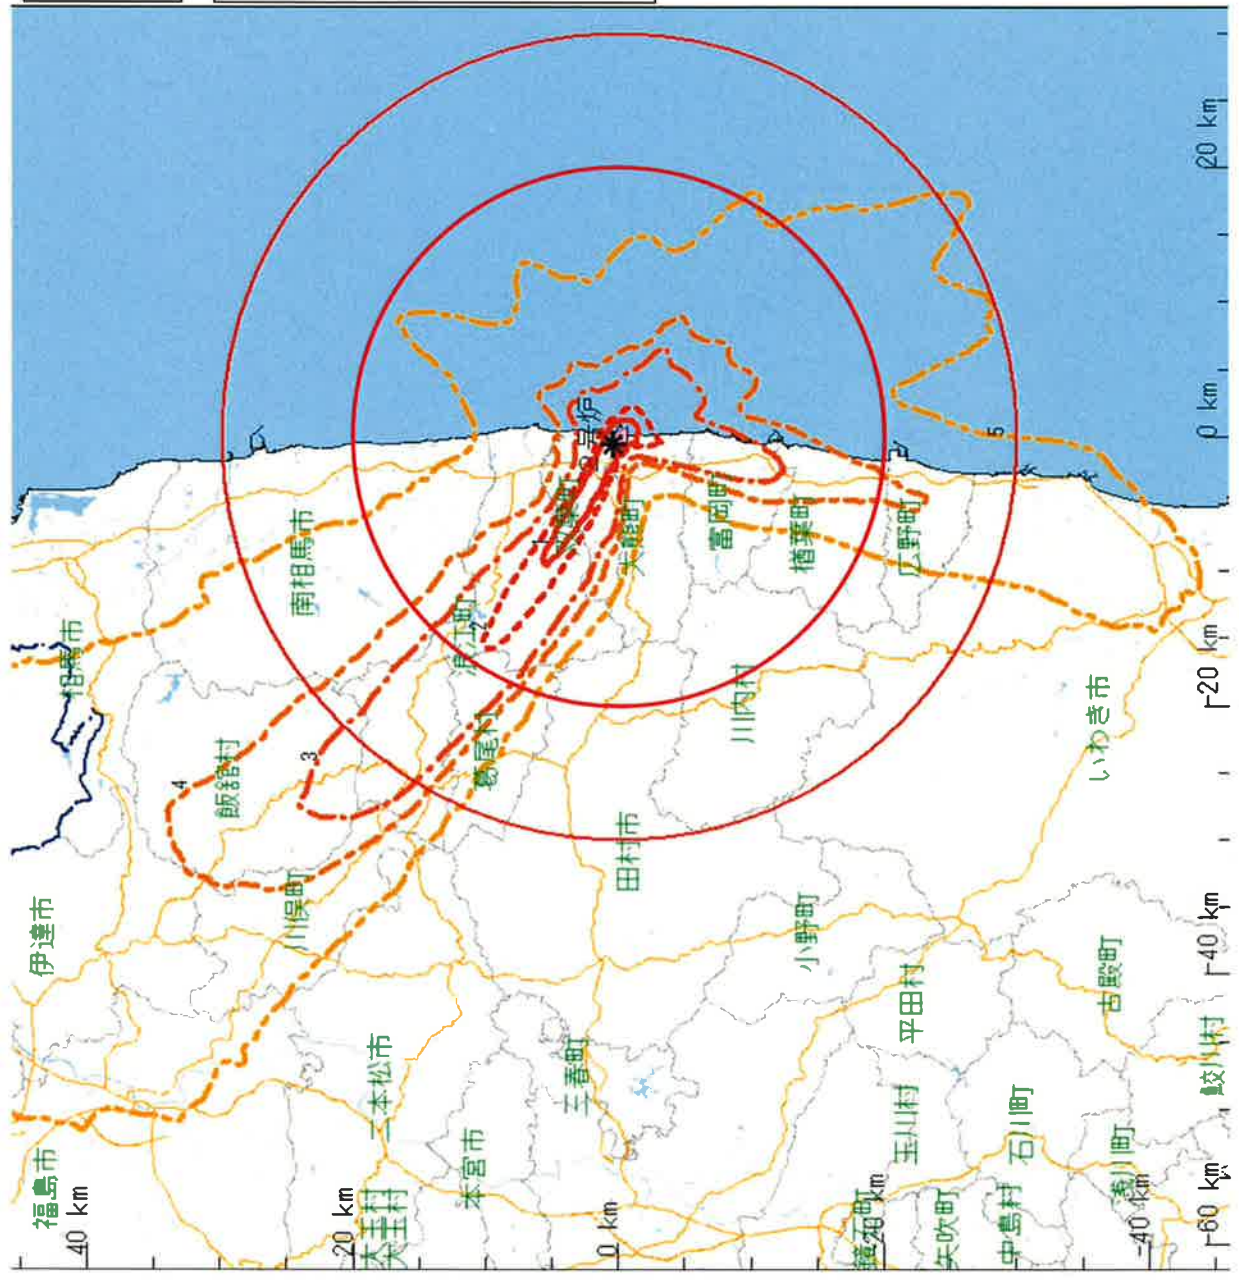 相馬市
伊達市
福島市
40 km
4
飯舘村
3
川俣町
南相馬市
浪江町
2
葛尾村
二本松市
20 km
本宮市
大玉村
1
双葉町
号炉
大熊町
田村市
三春町
0 km
富岡町
楢葉町
川内村
小野町
広野町
平田村
玉川村
鏡石町
-20 km
矢吹町
5
石川町
中島村
いわき市
古殿町
浅川町
-40 km
鮫川村
20 km
0 km
-20 km
-40 km
-60 km